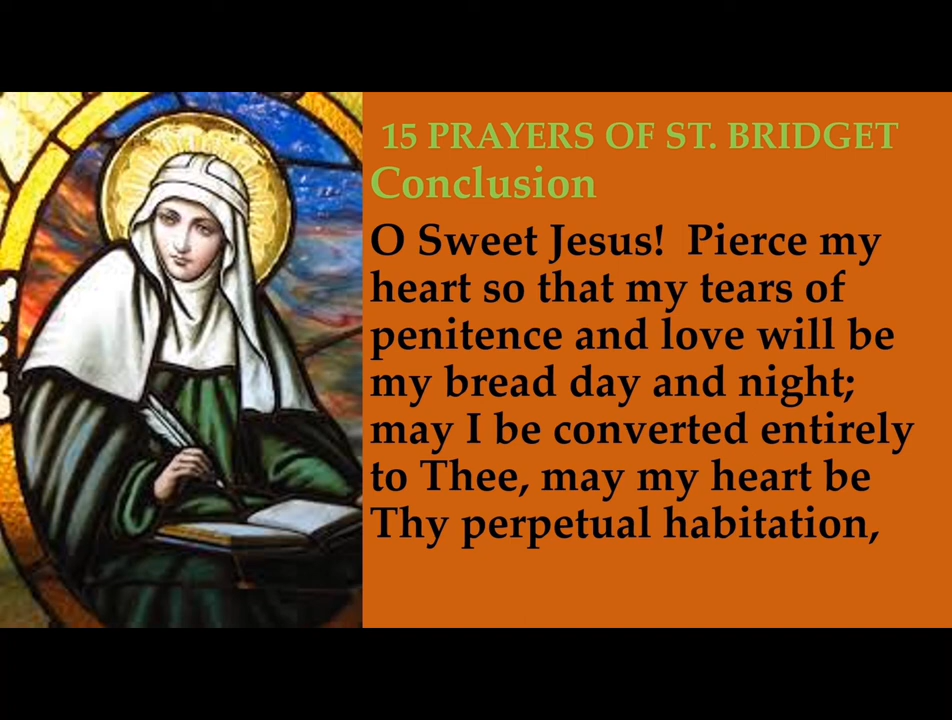 15 PRAYERS OF ST. BRIDGET
Conclusion
O Sweet Jesus!  Pierce my
heart so that my tears of
penitence and love will be
my bread day and night;
may I be converted entirely
to Thee, may my heart be
Thy perpetual habitation,